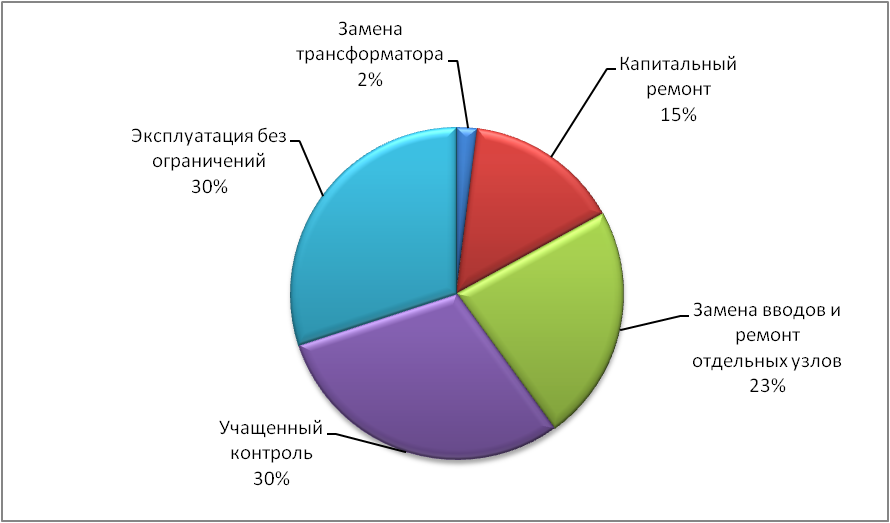 Замена
трансформатора
2%
Капитальный
ремонт
15%
Эксплуатация без
ограничений
30%
Замена вводов и
ремонт
отдельных узлов
23%
Учащенный
контроль
30%